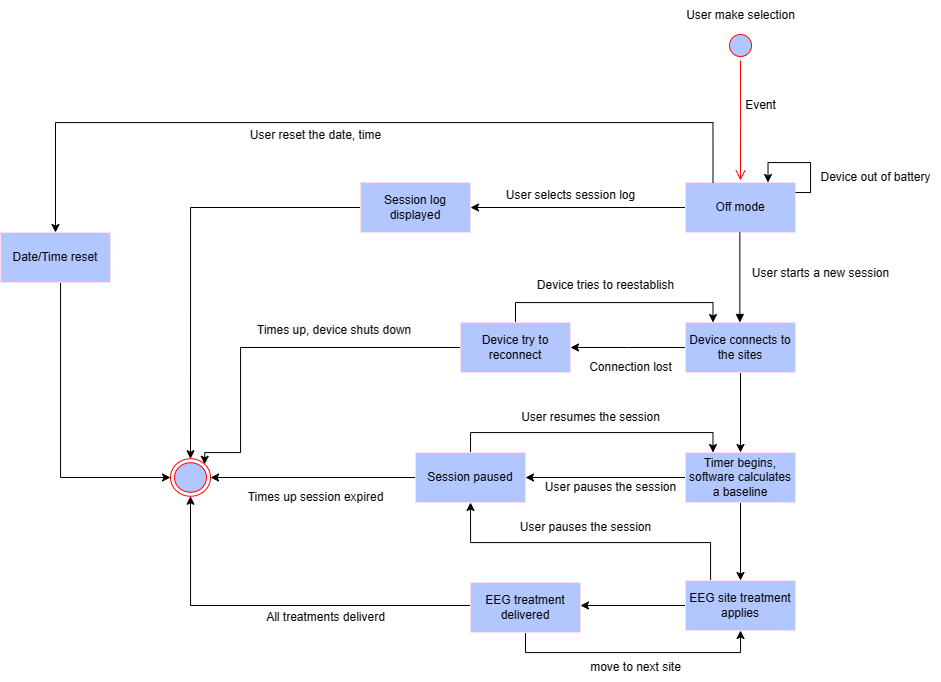 User make selection
Event
User reset the date, time
Device out of battery
User selects session log
Session log
displayed
Off mode
Date/Time reset
User starts a new session
Device tries to reestablish
Times up, device shuts down
Device try to
reconnect
Device connects to
the sites
Connection lost
User resumes the session
Session paused
Timer begins,
software calculates
a baseline
User pauses the session
Times up session expired
User pauses the session
EEG treatment
delivered
EEG site treatment
applies
All treatments deliverd
move to next site